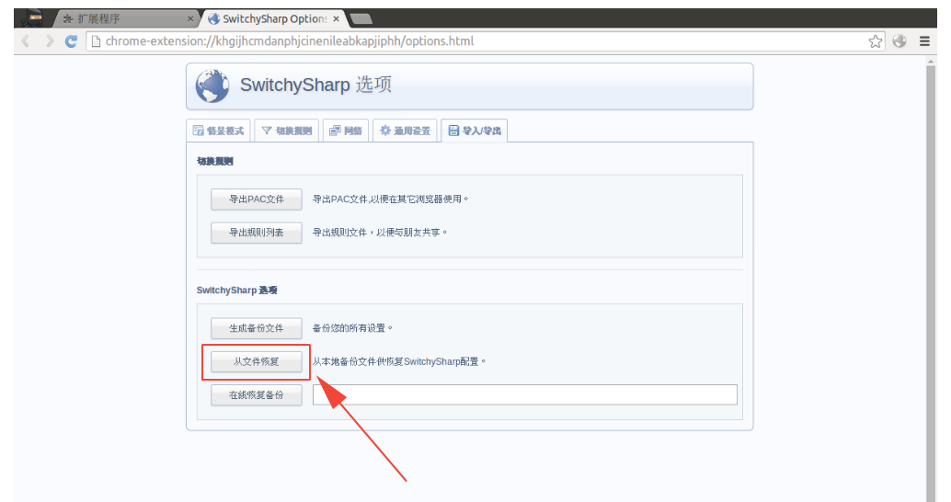 扩展程序
SwitchySharp Options
chrome-extension://khgijhcmdanphjcinenileabkapjiphh/options.html
SwitchySharp 选项
情景模式 切换规则 网络 通用设置 导入/导出
切换规则
导出PAC文件 导出PAC文件,以便在其它浏览器使用。
导出规则列表 导出规则文件，以便与朋友共享。
SwitchySharp 选项
生成备份文件 备份您的所有设置。
从文件恢复 从本地备份文件供恢复SwitchySharp配置。
在线恢复备份